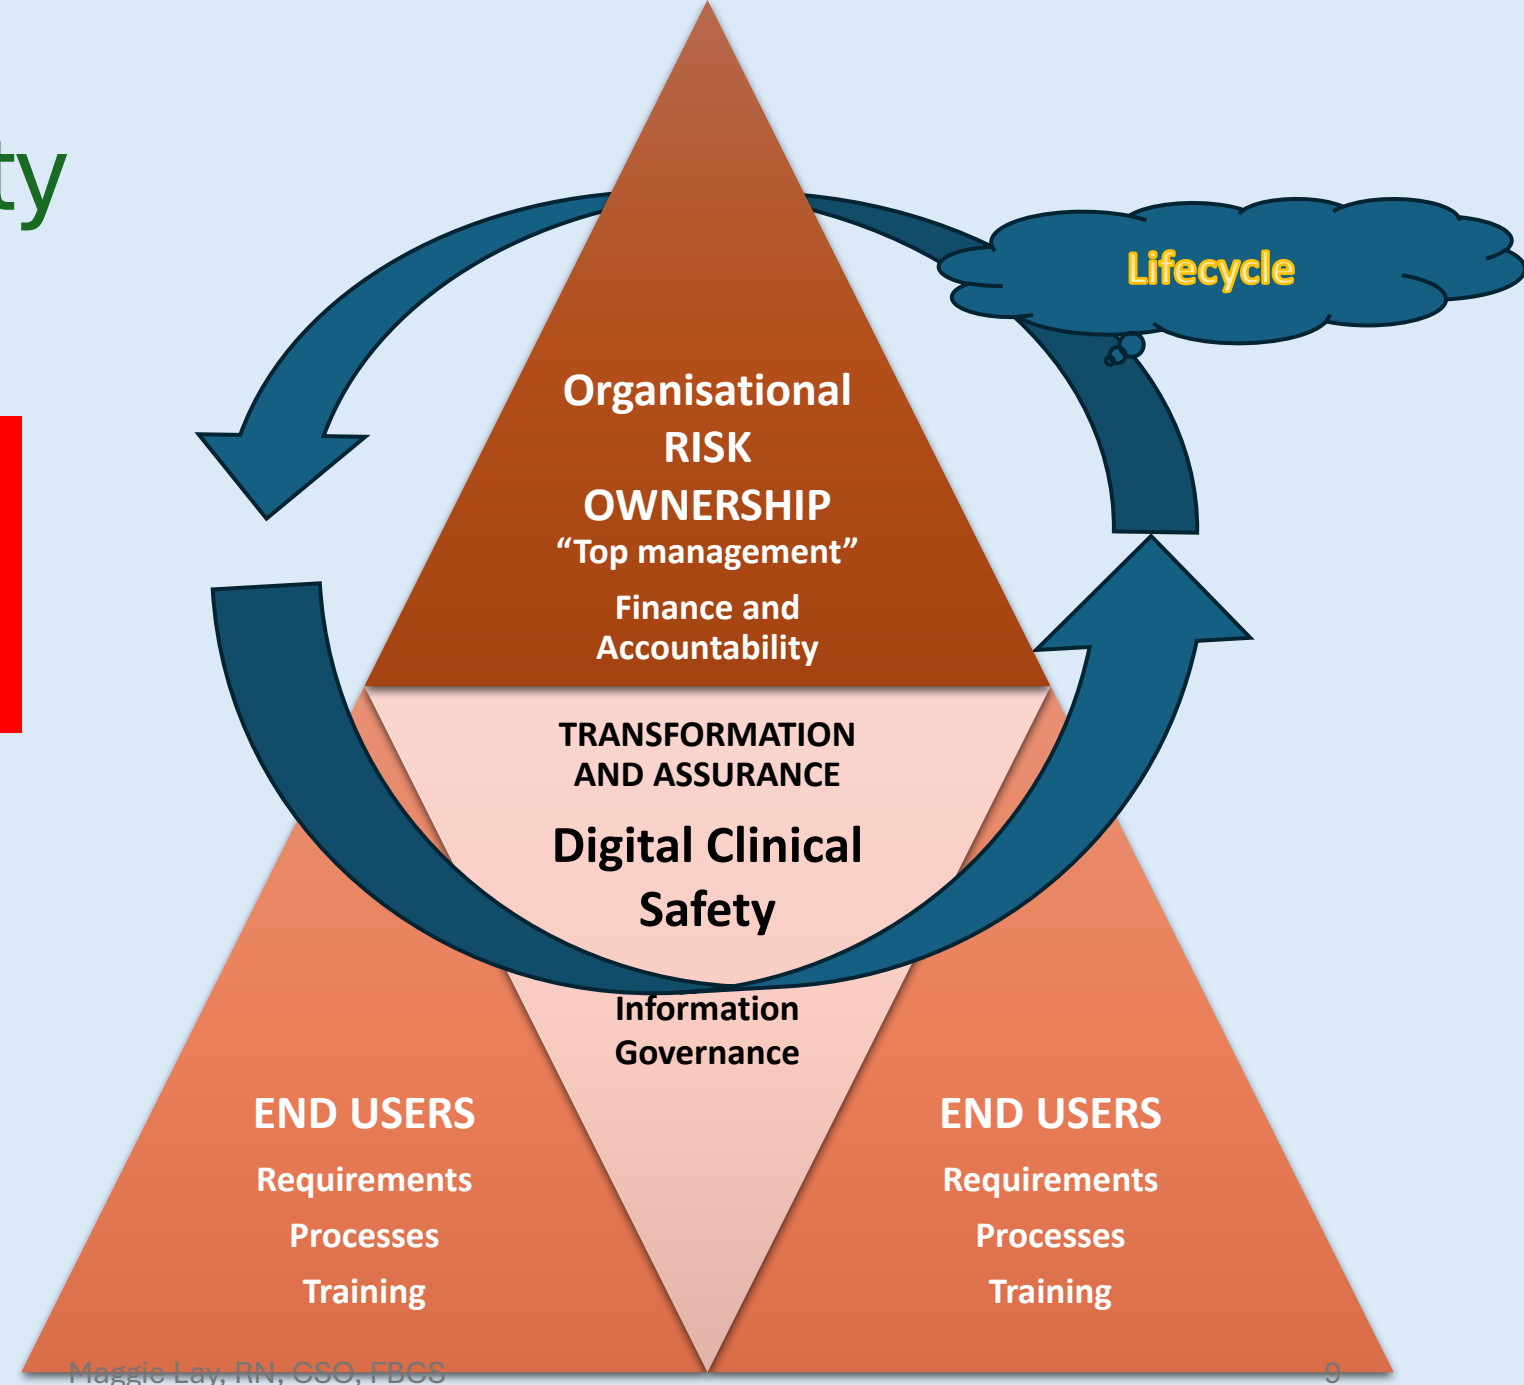 ty
Lifecycle
Organisational
RISK
OWNERSHIP
“Top management”
Finance and
Accountability
TRANSFORMATION
AND ASSURANCE
Digital Clinical
Safety
Information
Governance
END USERS
Requirements
Processes
Training
END USERS
Requirements
Processes
Training
Maggie Lay, RN, CSO, FBCS
9